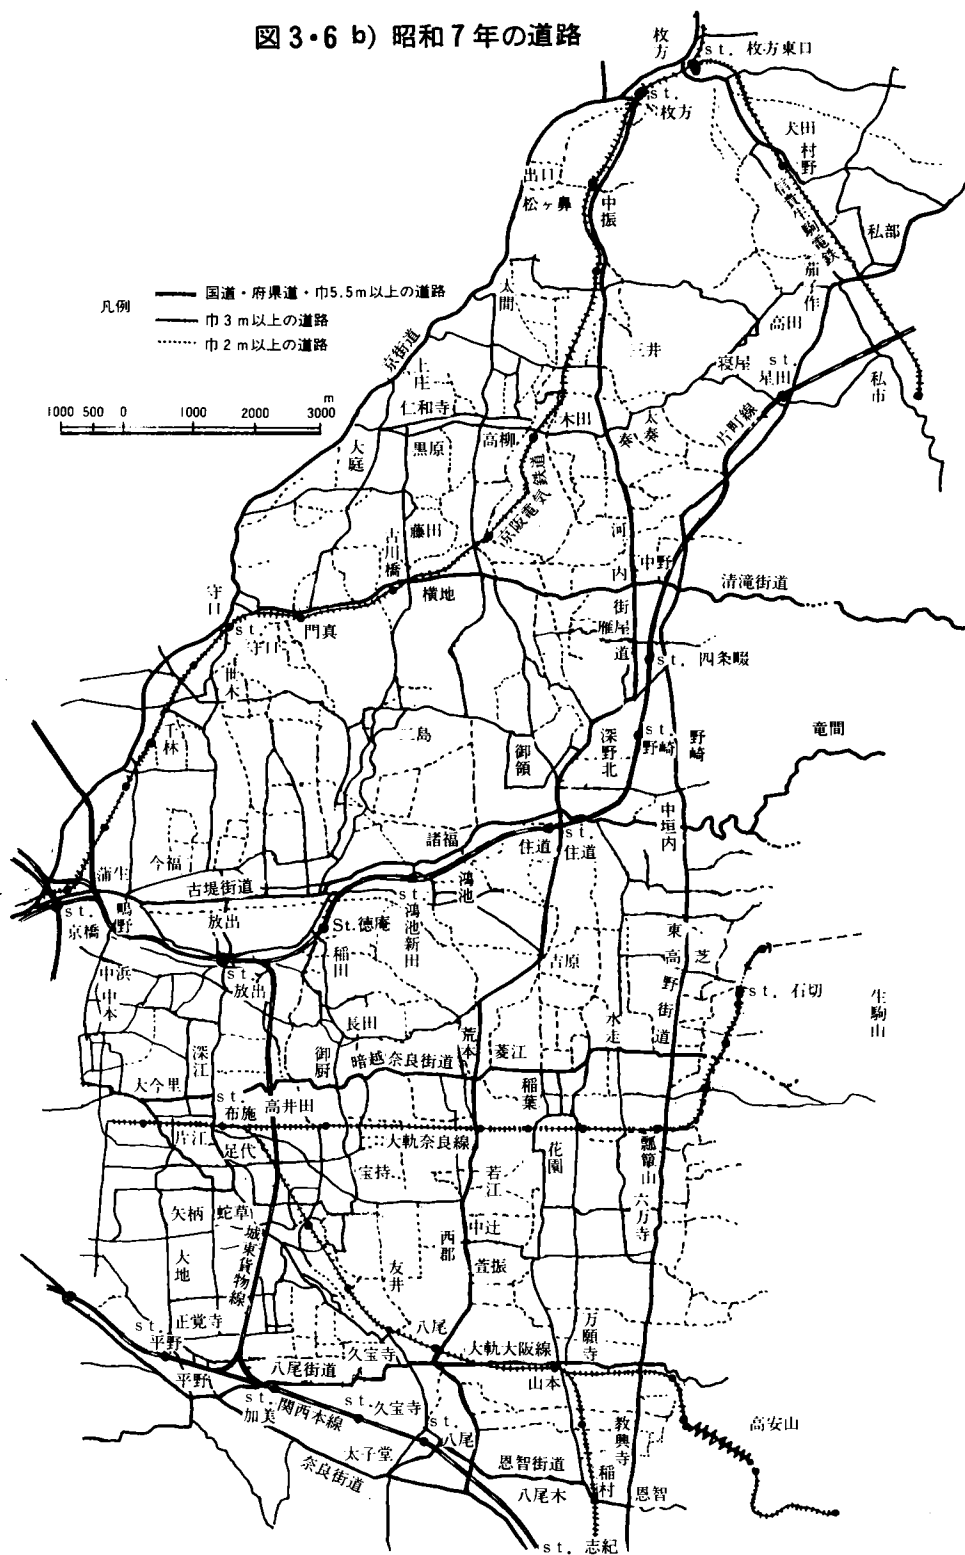 図3・6 b) 昭和7年の道路
枚方
st. 枚方東口
st.
枚方
犬田
村野
出口
松ヶ鼻
中振
信貴生駒電鉄
私部
茄子作
凡例
国道・府県道・巾5.5m以上の道路
巾3m以上の道路
巾2m以上の道路
太間
高田
京街道
三井
寝屋
st.
星田
私市
1000 500 0 1000 2000 3000 m
上庄
仁和寺
木田
太秦
秦
片町線
大庭
黒原
高柳
京阪電気鉄道
藤田
古川橋
河内街道
中野
清滝街道
横地
守口
st.
守口
門真
雁屋
st. 四条畷
世木
千林
二島
御領
深野北
st.
野崎
野崎
竜間
中垣内
諸福
住道
st.
住道
今福
蒲生
古堤街道
鴻池
st.
鴻池新田
st.
京橋
鴫野
放出
St.徳庵
稲田
吉原
東高野街道
芝
st.
放出
中浜
中本
st. 石切
生駒山
長田
荒本
水走
深江
御厨
暗越奈良街道
菱江
大今里
稲葉
st.
布施
高井田
片江
足代
大軌奈良線
花園
瓢箪山
宝持
若江
六万寺
矢柄
蛇草
城東貨物線
中辻
西郡
大地
友井
萱振
正覚寺
st.
平野
八尾
万願寺
久宝寺
大軌大阪線
平野
八尾街道
山本
st.
加美
関西本線
st.
久宝寺
st.
八尾
教興寺
高安山
太子堂
奈良街道
恩智街道
稲村
八尾木
恩智
st. 志紀